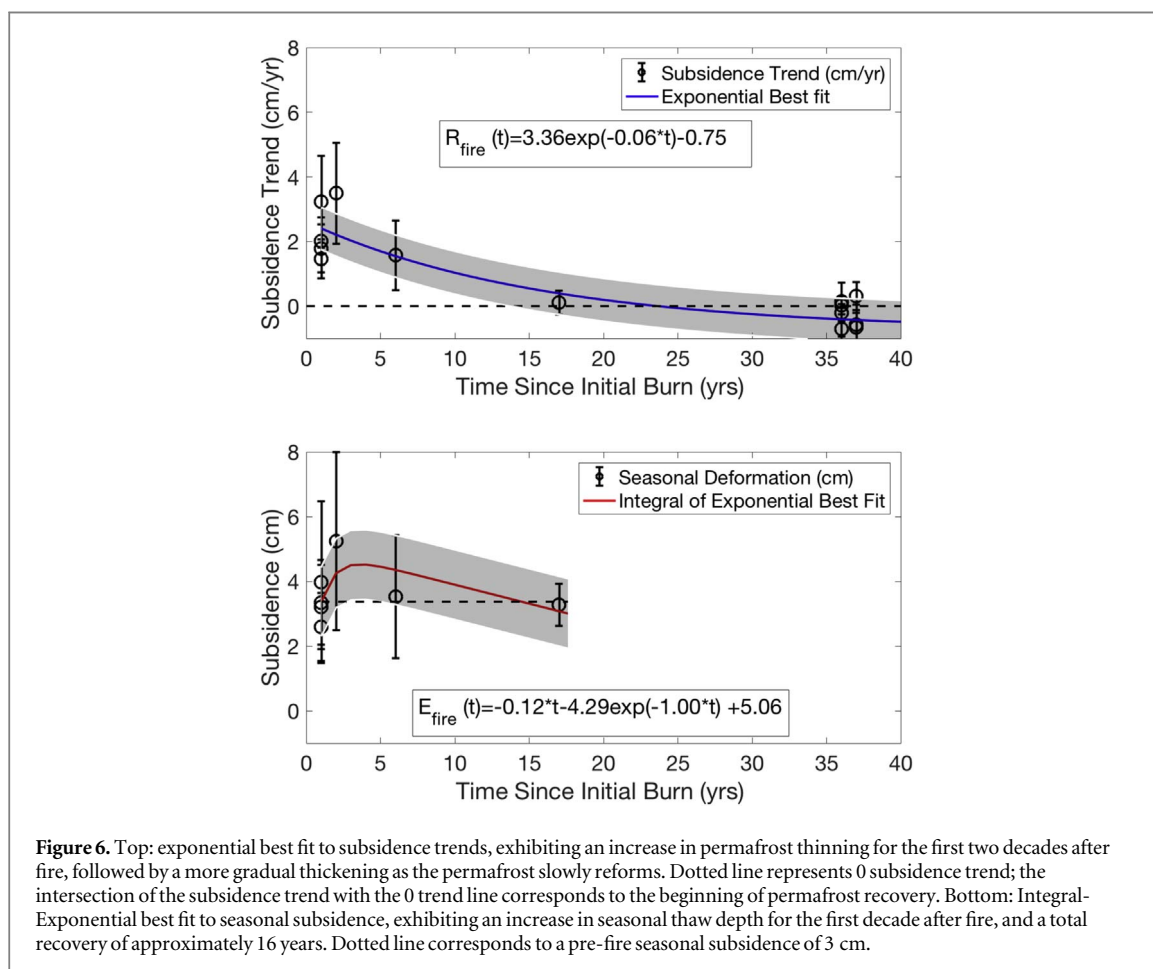 8
6
4
2
0
Subsidence Trend (cm/yr)
Subsidence Trend (cm/yr)
Exponential Best fit
R_fire (t)=3.36exp(-0.06*t)-0.75
0 5 10 15 20 25 30 35 40
Time Since Initial Burn (yrs)
8
6
4
2
0
Subsidence (cm)
Seasonal Deformation (cm)
Integral of Exponential Best Fit
E_fire (t)=-0.12*t-4.29exp(-1.00*t) +5.06
0 5 10 15 20 25 30 35 40
Time Since Initial Burn (yrs)
Figure 6. Top: exponential best fit to subsidence trends, exhibiting an increase in permafrost thinning for the first two decades after
fire, followed by a more gradual thickening as the permafrost slowly reforms. Dotted line represents 0 subsidence trend; the
intersection of the subsidence trend with the 0 trend line corresponds to the beginning of permafrost recovery. Bottom: Integral-
Exponential best fit to seasonal subsidence, exhibiting an increase in seasonal thaw depth for the first decade after fire, and a total
recovery of approximately 16 years. Dotted line corresponds to a pre-fire seasonal subsidence of 3 cm.